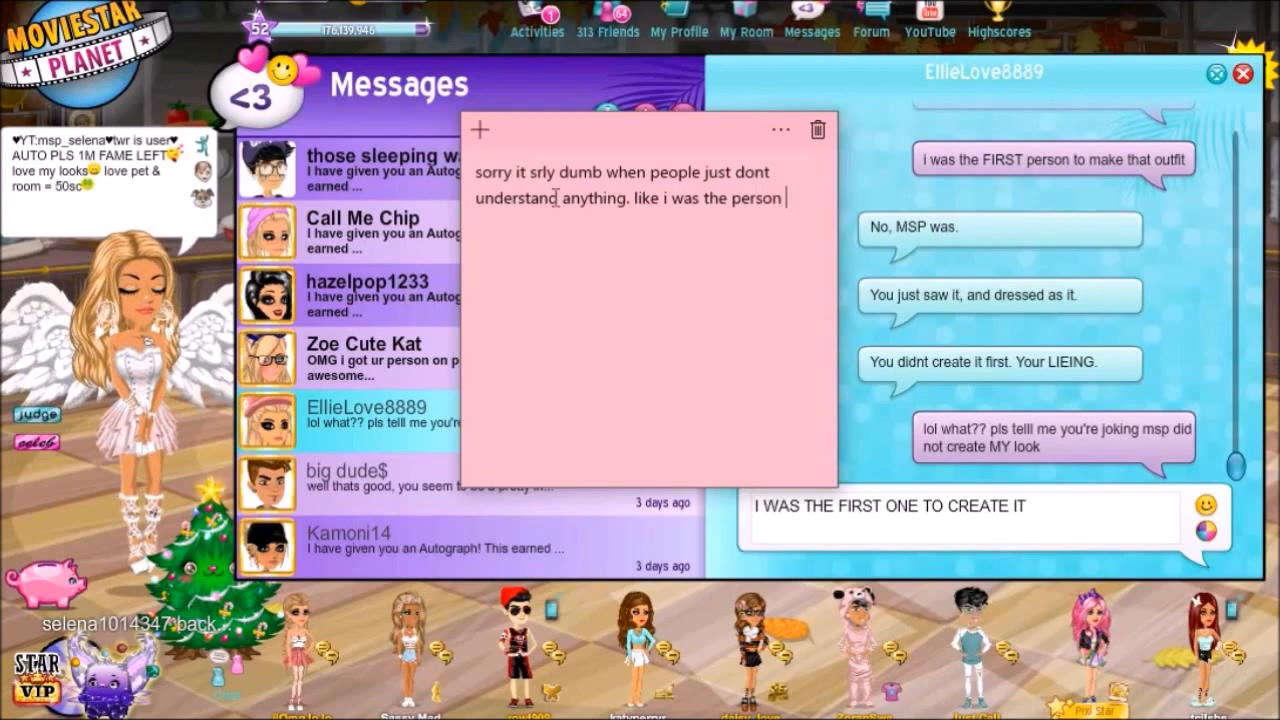 MOVIESTAR
PLANET
52
176,139,946
1
64
<3
Activities
313 Friends
My Profile
My Room
Messages
Forum
YouTube
Highscores
<3
Messages
EllieLove8889
♥YT:msp_selena♥twr is user♥
AUTO PLS 1M FAME LEFT
love my looks love pet &
room = 50sc
judge
celeb
those sleeping
I have given you an Autog
earned ...
Call Me Chip
I have given you an Autog
earned ...
hazelpop1233
I have given you an Autog
earned ...
Zoe Cute Kat
OMG i got ur person on p
awesome...
EllieLove8889
lol what?? pls telll me you're
big dude$
well thats good, you seem
3 days ago
Kamoni14
I have given you an Autograph! This earned ...
3 days ago
sorry it srly dumb when people just dont
understand anything. like i was the person
i was the FIRST person to make that outfit
No, MSP was.
You just saw it, and dressed as it.
You didnt create it first. Your LIEING.
lol what?? pls telll me you're joking msp did
not create MY look
I WAS THE FIRST ONE TO CREATE IT
selena1014347:back...
STAR
VIP
Chat
Pixi Star